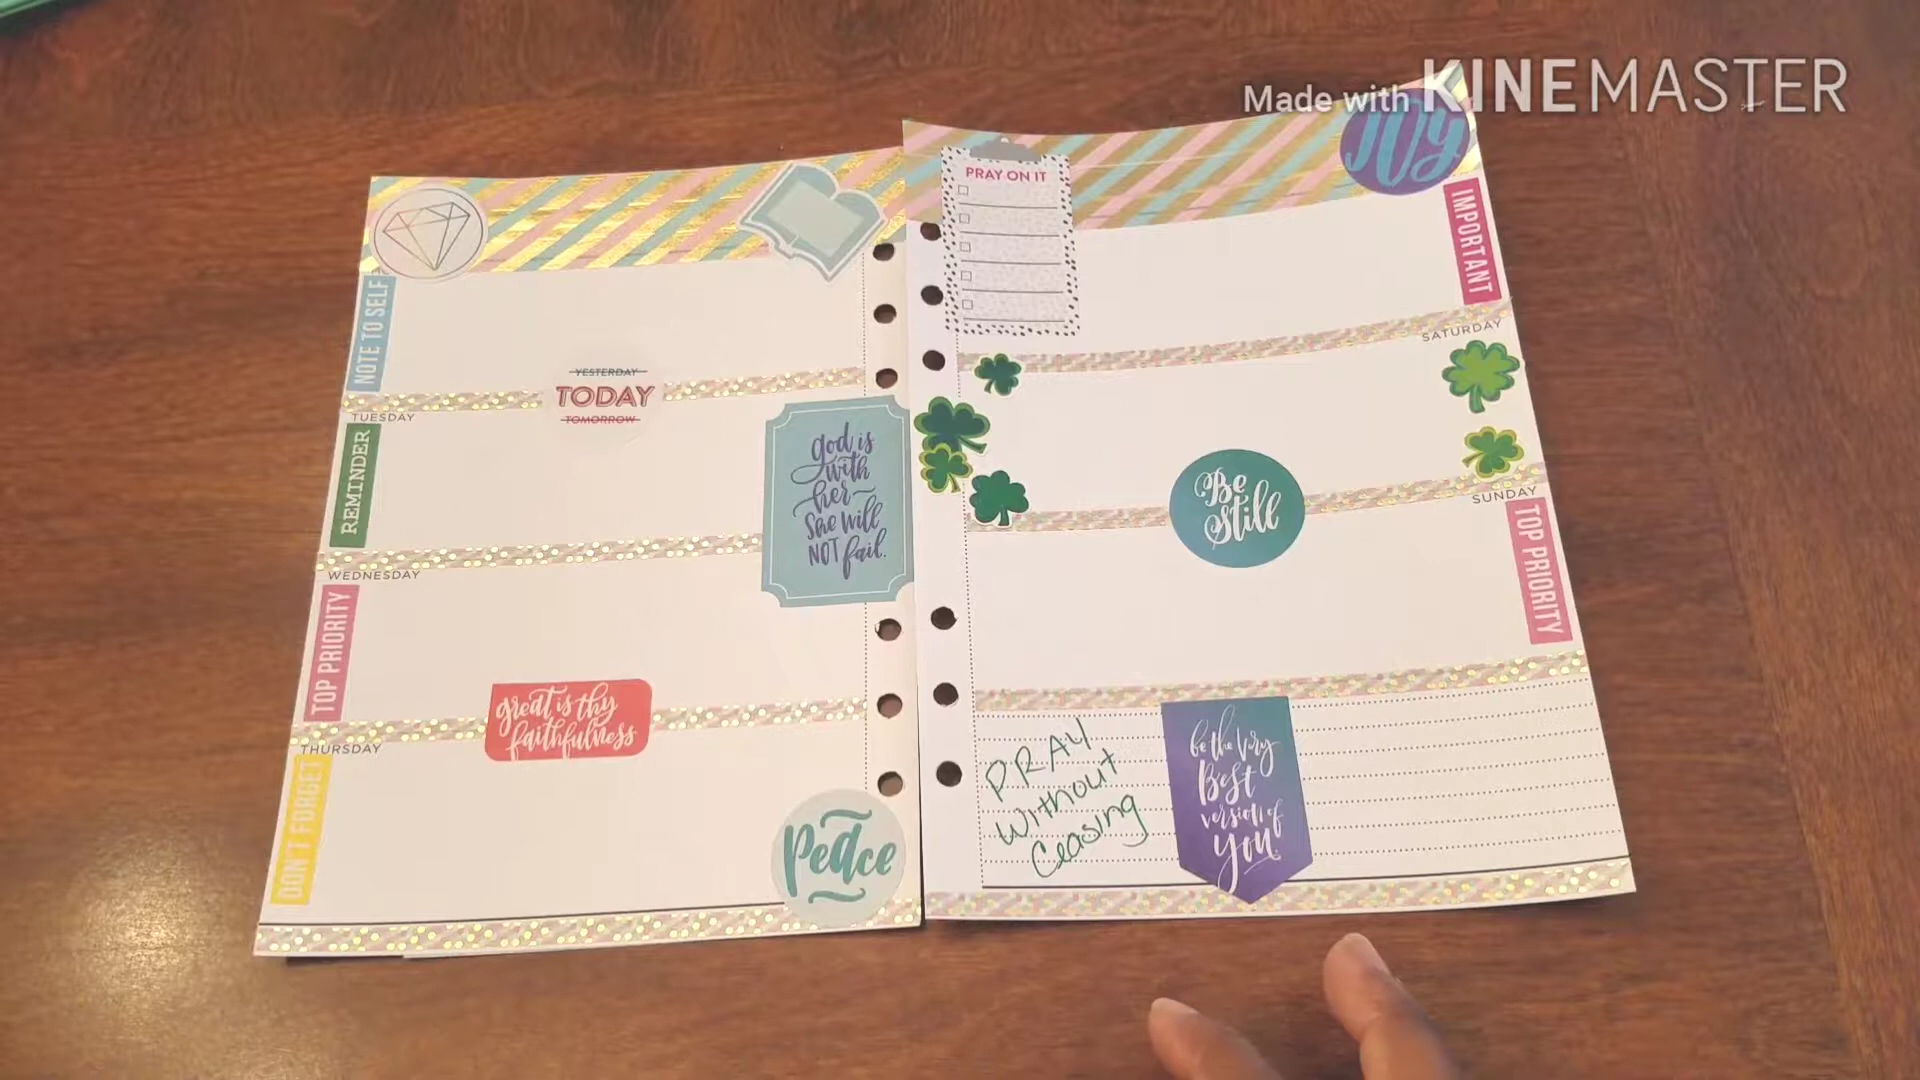 Made with KINEMASTER
Joy
PRAY ON IT
IMPORTANT
NOTE TO SELF
YESTERDAY
TODAY
TOMORROW
SATURDAY
TUESDAY
REMINDER
god is
with
her
She will
NOT fail.
Be
Still
SUNDAY
TOP PRIORITY
WEDNESDAY
TOP PRIORITY
great is thy
faithfulness
THURSDAY
DON'T FORGET
Peace
PRAY
Without
Ceasing
be the very
Best
version of
you.